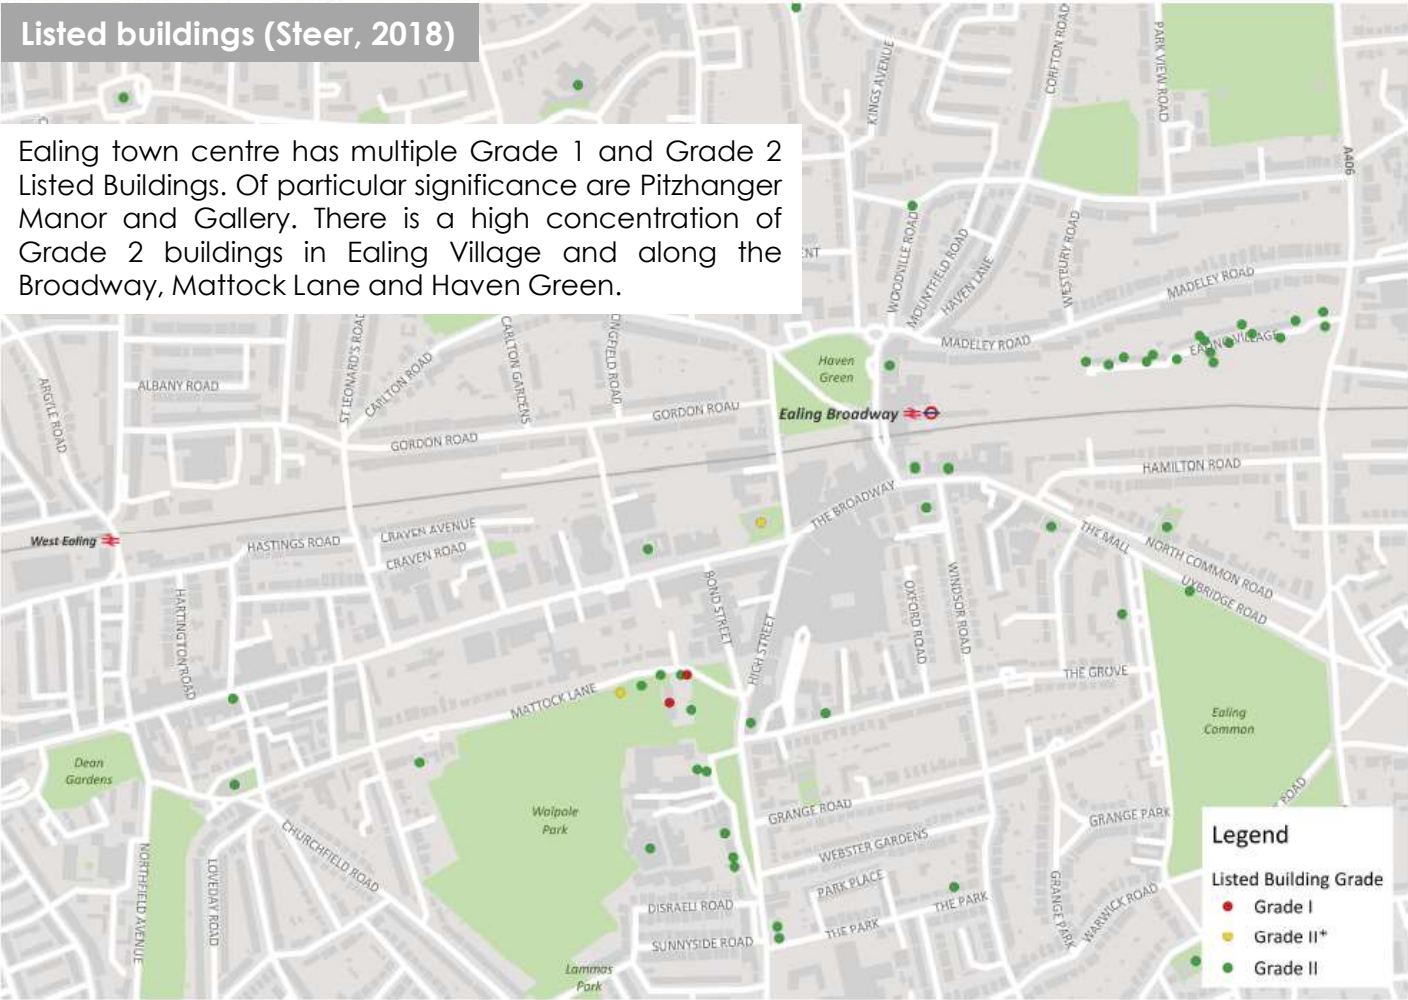 Listed buildings (Steer, 2018)
Ealing town centre has multiple Grade 1 and Grade 2
Listed Buildings. Of particular significance are Pitzhanger
Manor and Gallery. There is a high concentration of
Grade 2 buildings in Ealing Village and along the
Broadway, Mattock Lane and Haven Green.
KINGS AVENUE
CORFTON ROAD
PARK VIEW ROAD
A406
WOODVILLE ROAD
MOUNTFIELD ROAD
HAVEN LANE
WESTBURY ROAD
MADELEY ROAD
MADELEY ROAD
EALING VILLAGE
ARGYLE ROAD
ALBANY ROAD
ST LEONARD'S ROAD
CARLTON ROAD
CARLTON GARDENS
ONGFIELD ROAD
GORDON ROAD
GORDON ROAD
Haven
Green
Ealing Broadway
HAMILTON ROAD
THE BROADWAY
West Ealing
HASTINGS ROAD
CRAVEN AVENUE
CRAVEN ROAD
THE MALL
NORTH COMMON ROAD
UXBRIDGE ROAD
HARTINGTON ROAD
BOND STREET
HIGH STREET
OXFORD ROAD
WINDSOR ROAD
MATTOCK LANE
THE GROVE
Ealing
Common
Dean
Gardens
Walpole
Park
GRANGE ROAD
GRANGE PARK
WEBSTER GARDENS
CHURCHFIELD ROAD
NORTHFIELD AVENUE
LOVEDAY ROAD
PARK PLACE
DISRAELI ROAD
THE PARK
THE PARK
SUNNYSIDE ROAD
GRANGE PARK
WARWICK ROAD
ROAD
Lammas
Park
Legend
Listed Building Grade
Grade I
Grade II*
Grade II